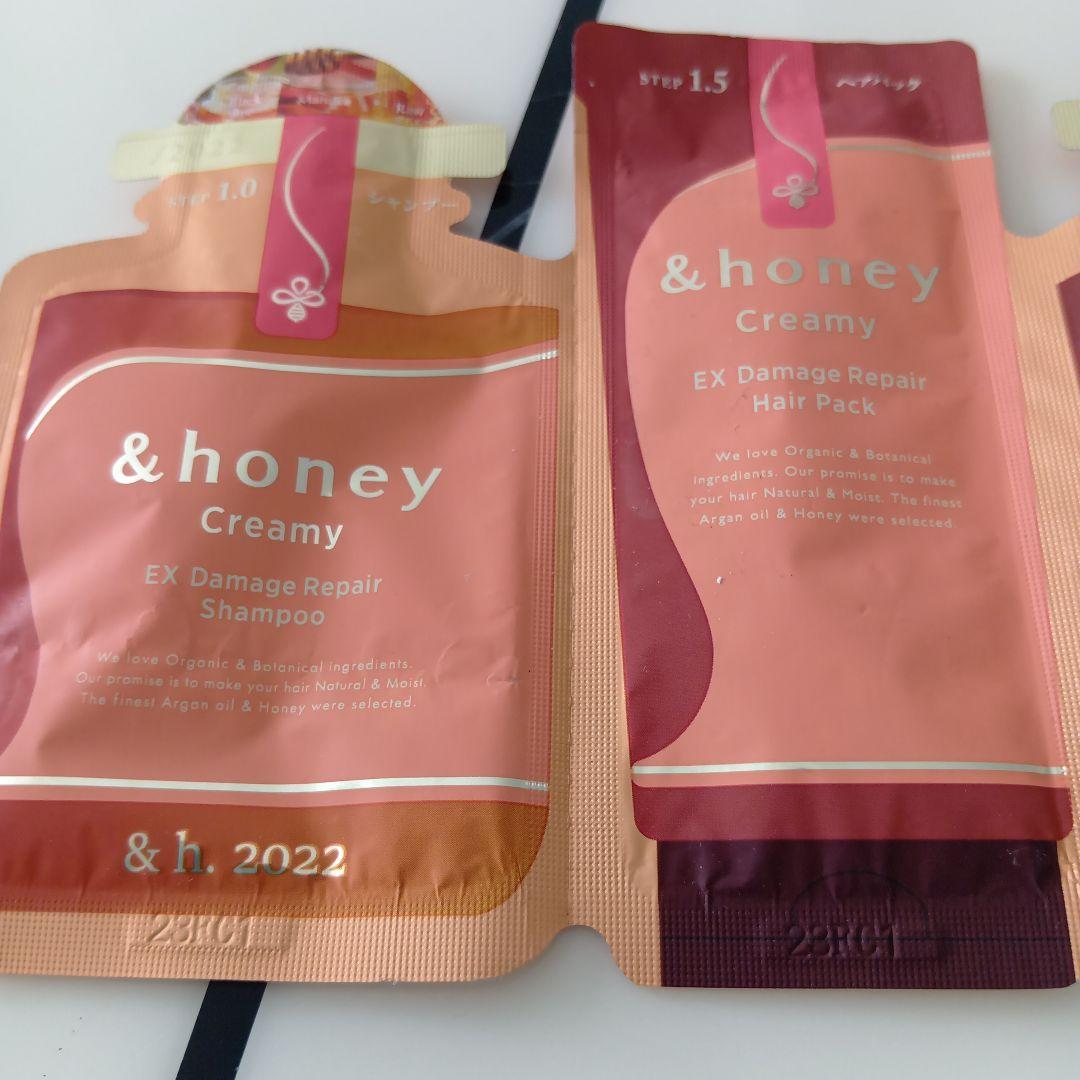 STEP 1.0
シャンプー
&honey
Creamy
EX Damage Repair
Shampoo
We love Organic & Botanical ingredients.
Our promise is to make your hair Natural & Moist.
The finest Argan oil & Honey were selected.
& h. 2022
23FC1
STEP 1.5
ヘアパック
&honey
Creamy
EX Damage Repair
Hair Pack
We love Organic & Botanical
ingredients. Our promise is to make
your hair Natural & Moist. The finest
Argan oil & Honey were selected.
23FC1